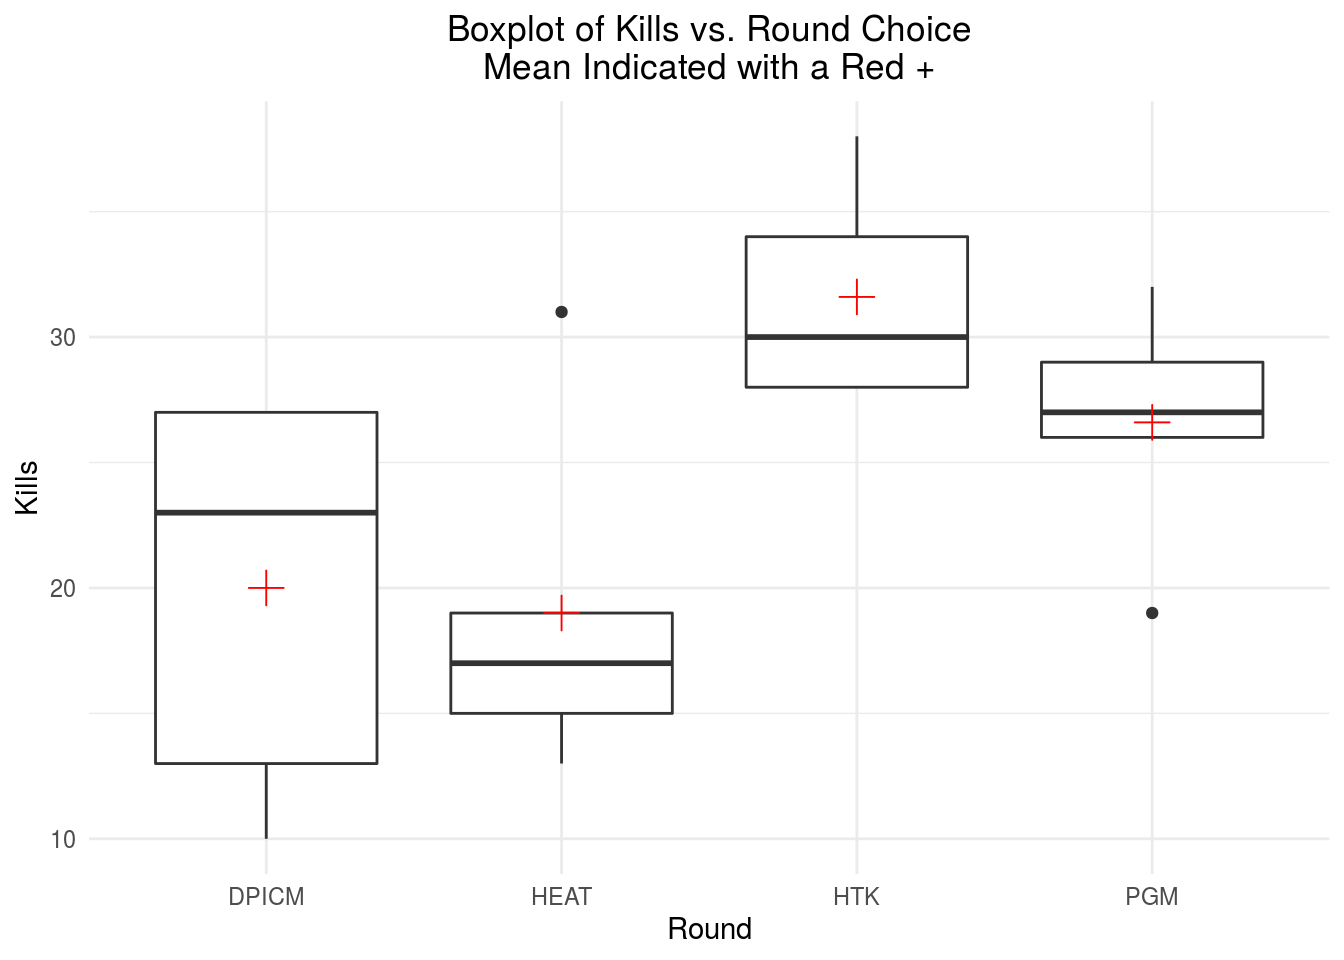 Boxplot of Kills vs. Round Choice
Mean Indicated with a Red +
Kills
30
20
10
DPICM HEAT HTK PGM
Round